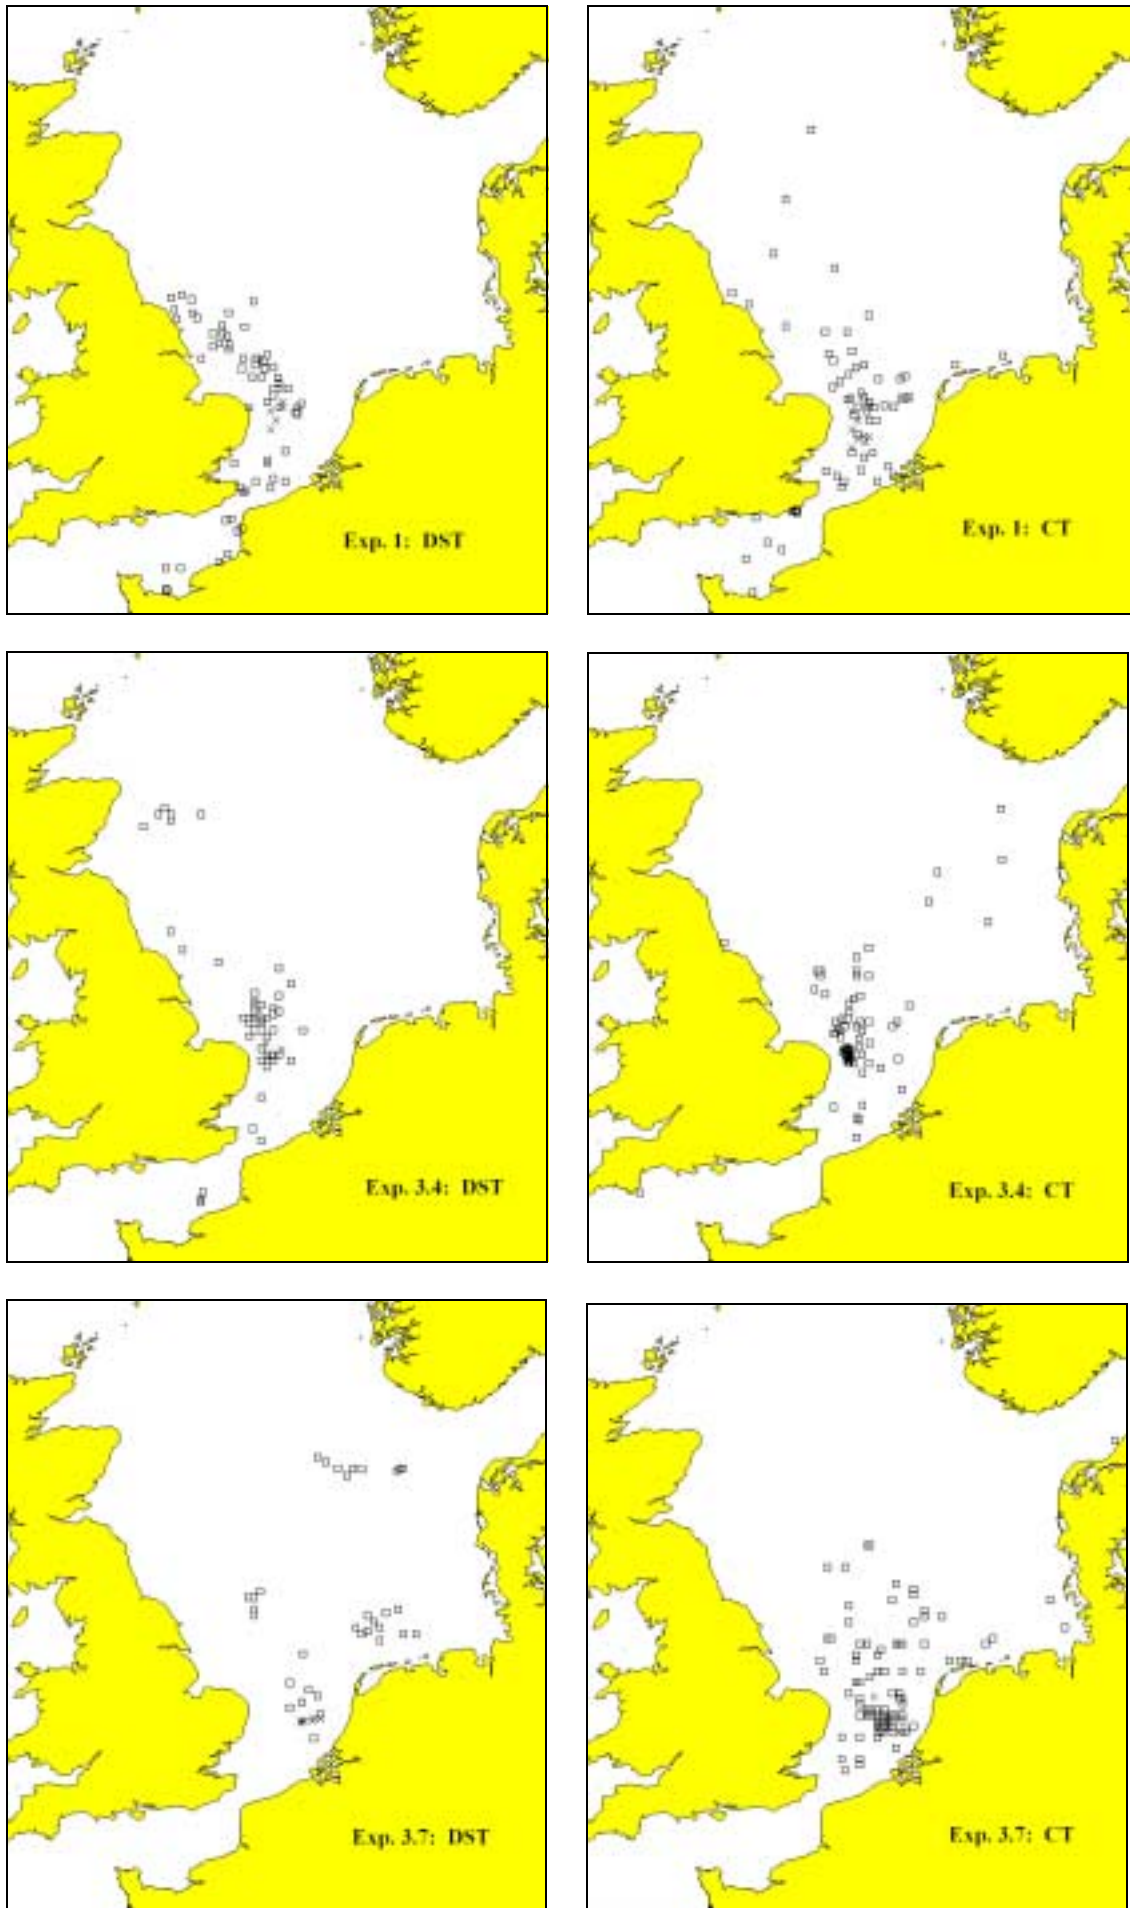 Exp. 1: DST
Exp. 1: CT
Exp. 3.4: DST
Exp. 3.4: CT
Exp. 3.7: DST
Exp. 3.7: CT